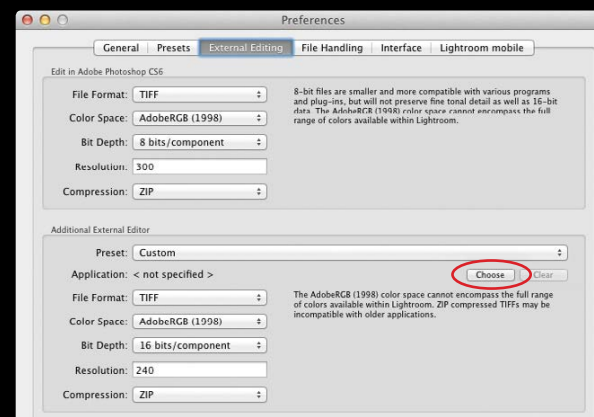 Preferences
General Presets External Editing File Handling Interface Lightroom mobile
Edit in Adobe Photoshop CS6
File Format: TIFF
8-bit files are smaller and more compatible with various programs
and plug-ins, but will not preserve fine tonal detail as well as 16-bit
data. The AdobeRGB (1998) color space cannot encompass the full
range of colors available within Lightroom.
Color Space: AdobeRGB (1998)
Bit Depth: 8 bits/component
Resolution: 300
Compression: ZIP
Additional External Editor
Preset: Custom
Application: < not specified > Choose Clear
File Format: TIFF
The AdobeRGB (1998) color space cannot encompass the full range
of colors available within Lightroom. ZIP compressed TIFFs may be
incompatible with older applications.
Color Space: AdobeRGB (1998)
Bit Depth: 16 bits/component
Resolution: 240
Compression: ZIP